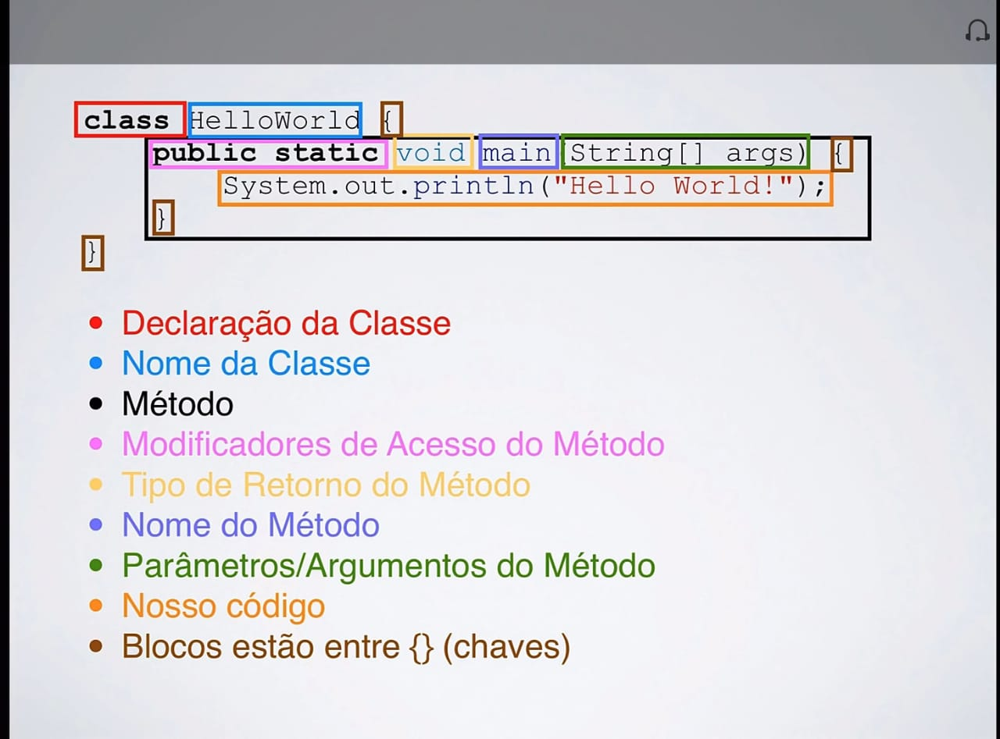 class HelloWorld {
public static void main(String[] args) {
System.out.println("Hello World!");
}
}
• Declaração da Classe
• Nome da Classe
• Método
• Modificadores de Acesso do Método
• Tipo de Retorno do Método
• Nome do Método
• Parâmetros/Argumentos do Método
• Nosso código
• Blocos estão entre {} (chaves)